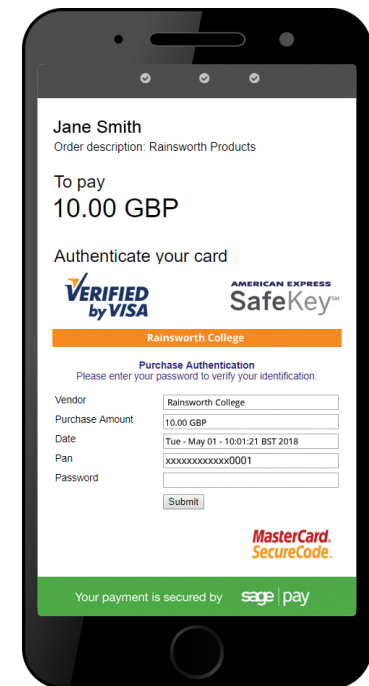 Jane Smith
Order description: Rainsworth Products
To pay
10.00 GBP
Authenticate your card
VERIFIED
by VISA
AMERICAN EXPRESS
SafeKey℠
Rainsworth College
Purchase Authentication
Please enter your password to verify your identification.
Vendor Rainsworth College
Purchase Amount 10.00 GBP
Date Tue - May 01 - 10:01:21 BST 2018
Pan xxxxxxxxxxxx0001
Password
Submit
MasterCard.
SecureCode.
Your payment is secured by sage pay